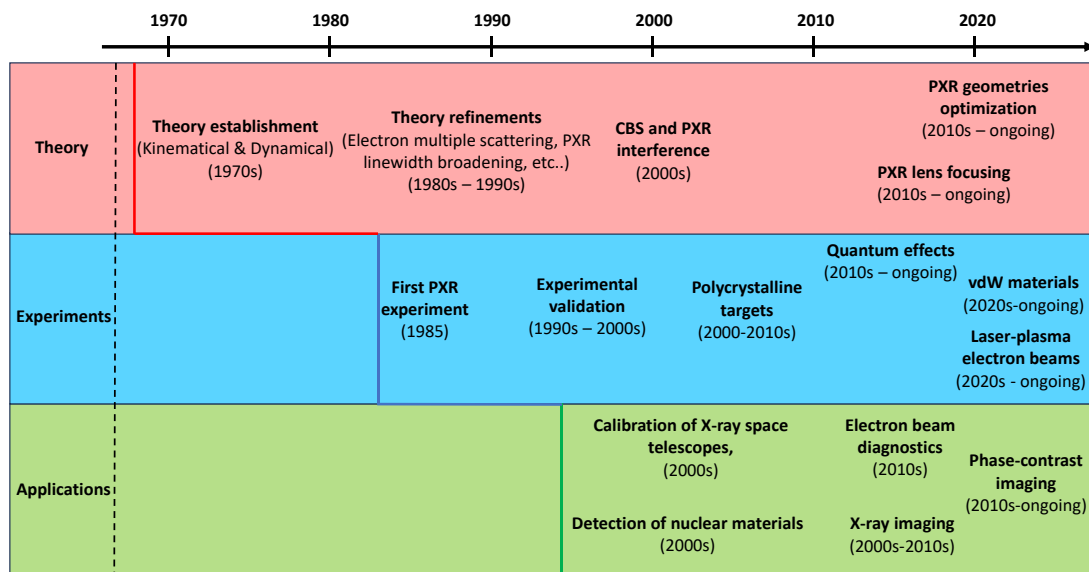 1970 1980 1990 2000 2010 2020
Theory
Theory establishment
(Kinematical & Dynamical)
(1970s)
Theory refinements
(Electron multiple scattering, PXR
linewidth broadening, etc..)
(1980s – 1990s)
CBS and PXR
interference
(2000s)
PXR geometries
optimization
(2010s – ongoing)
PXR lens focusing
(2010s – ongoing)
Experiments
First PXR
experiment
(1985)
Experimental
validation
(1990s – 2000s)
Polycrystalline
targets
(2000-2010s)
Quantum effects
(2010s – ongoing)
vdW materials
(2020s-ongoing)
Laser-plasma
electron beams
(2020s - ongoing)
Applications
Calibration of X-ray space
telescopes,
(2000s)
Detection of nuclear materials
(2000s)
Electron beam
diagnostics
(2010s)
X-ray imaging
(2000s-2010s)
Phase-contrast
imaging
(2010s-ongoing)